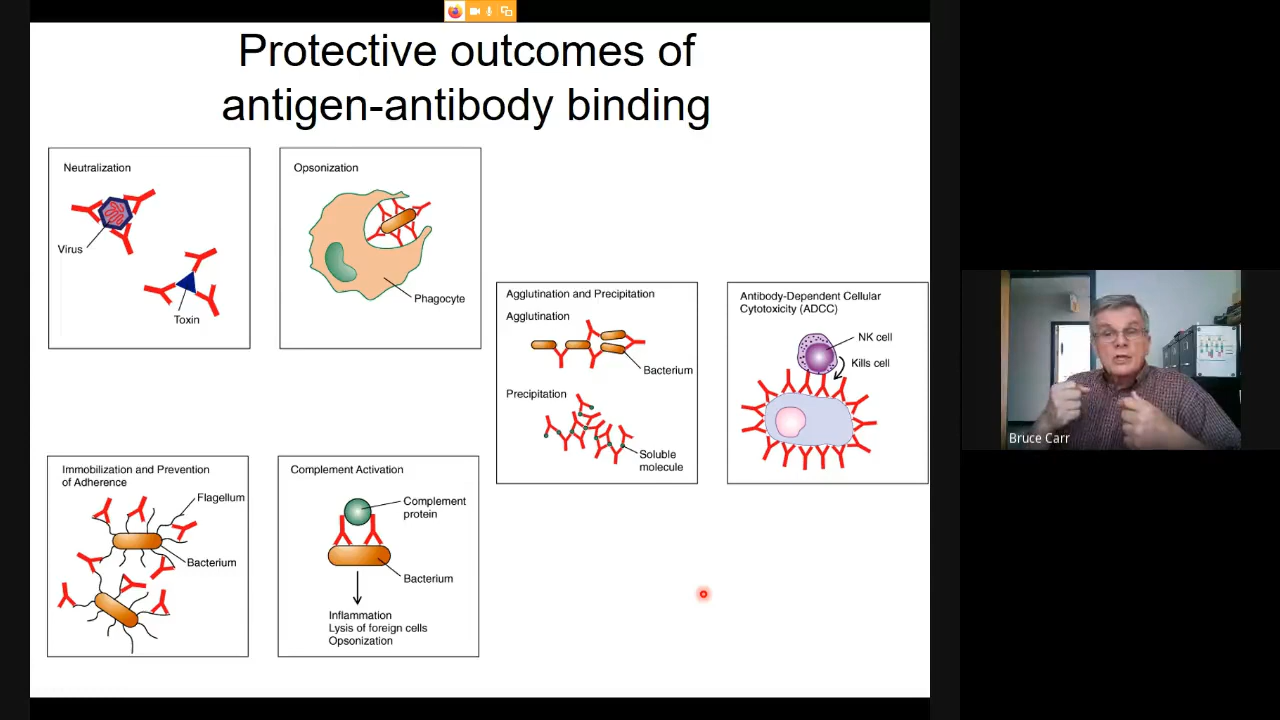 Protective outcomes of
antigen-antibody binding
Neutralization
Virus
Toxin
Opsonization
Phagocyte
Agglutination and Precipitation
Agglutination
Bacterium
Precipitation
Soluble
molecule
Antibody-Dependent Cellular
Cytotoxicity (ADCC)
NK cell
Kills cell
Immobilization and Prevention
of Adherence
Flagellum
Bacterium
Complement Activation
Complement
protein
Bacterium
Inflammation
Lysis of foreign cells
Opsonization
Bruce Carr